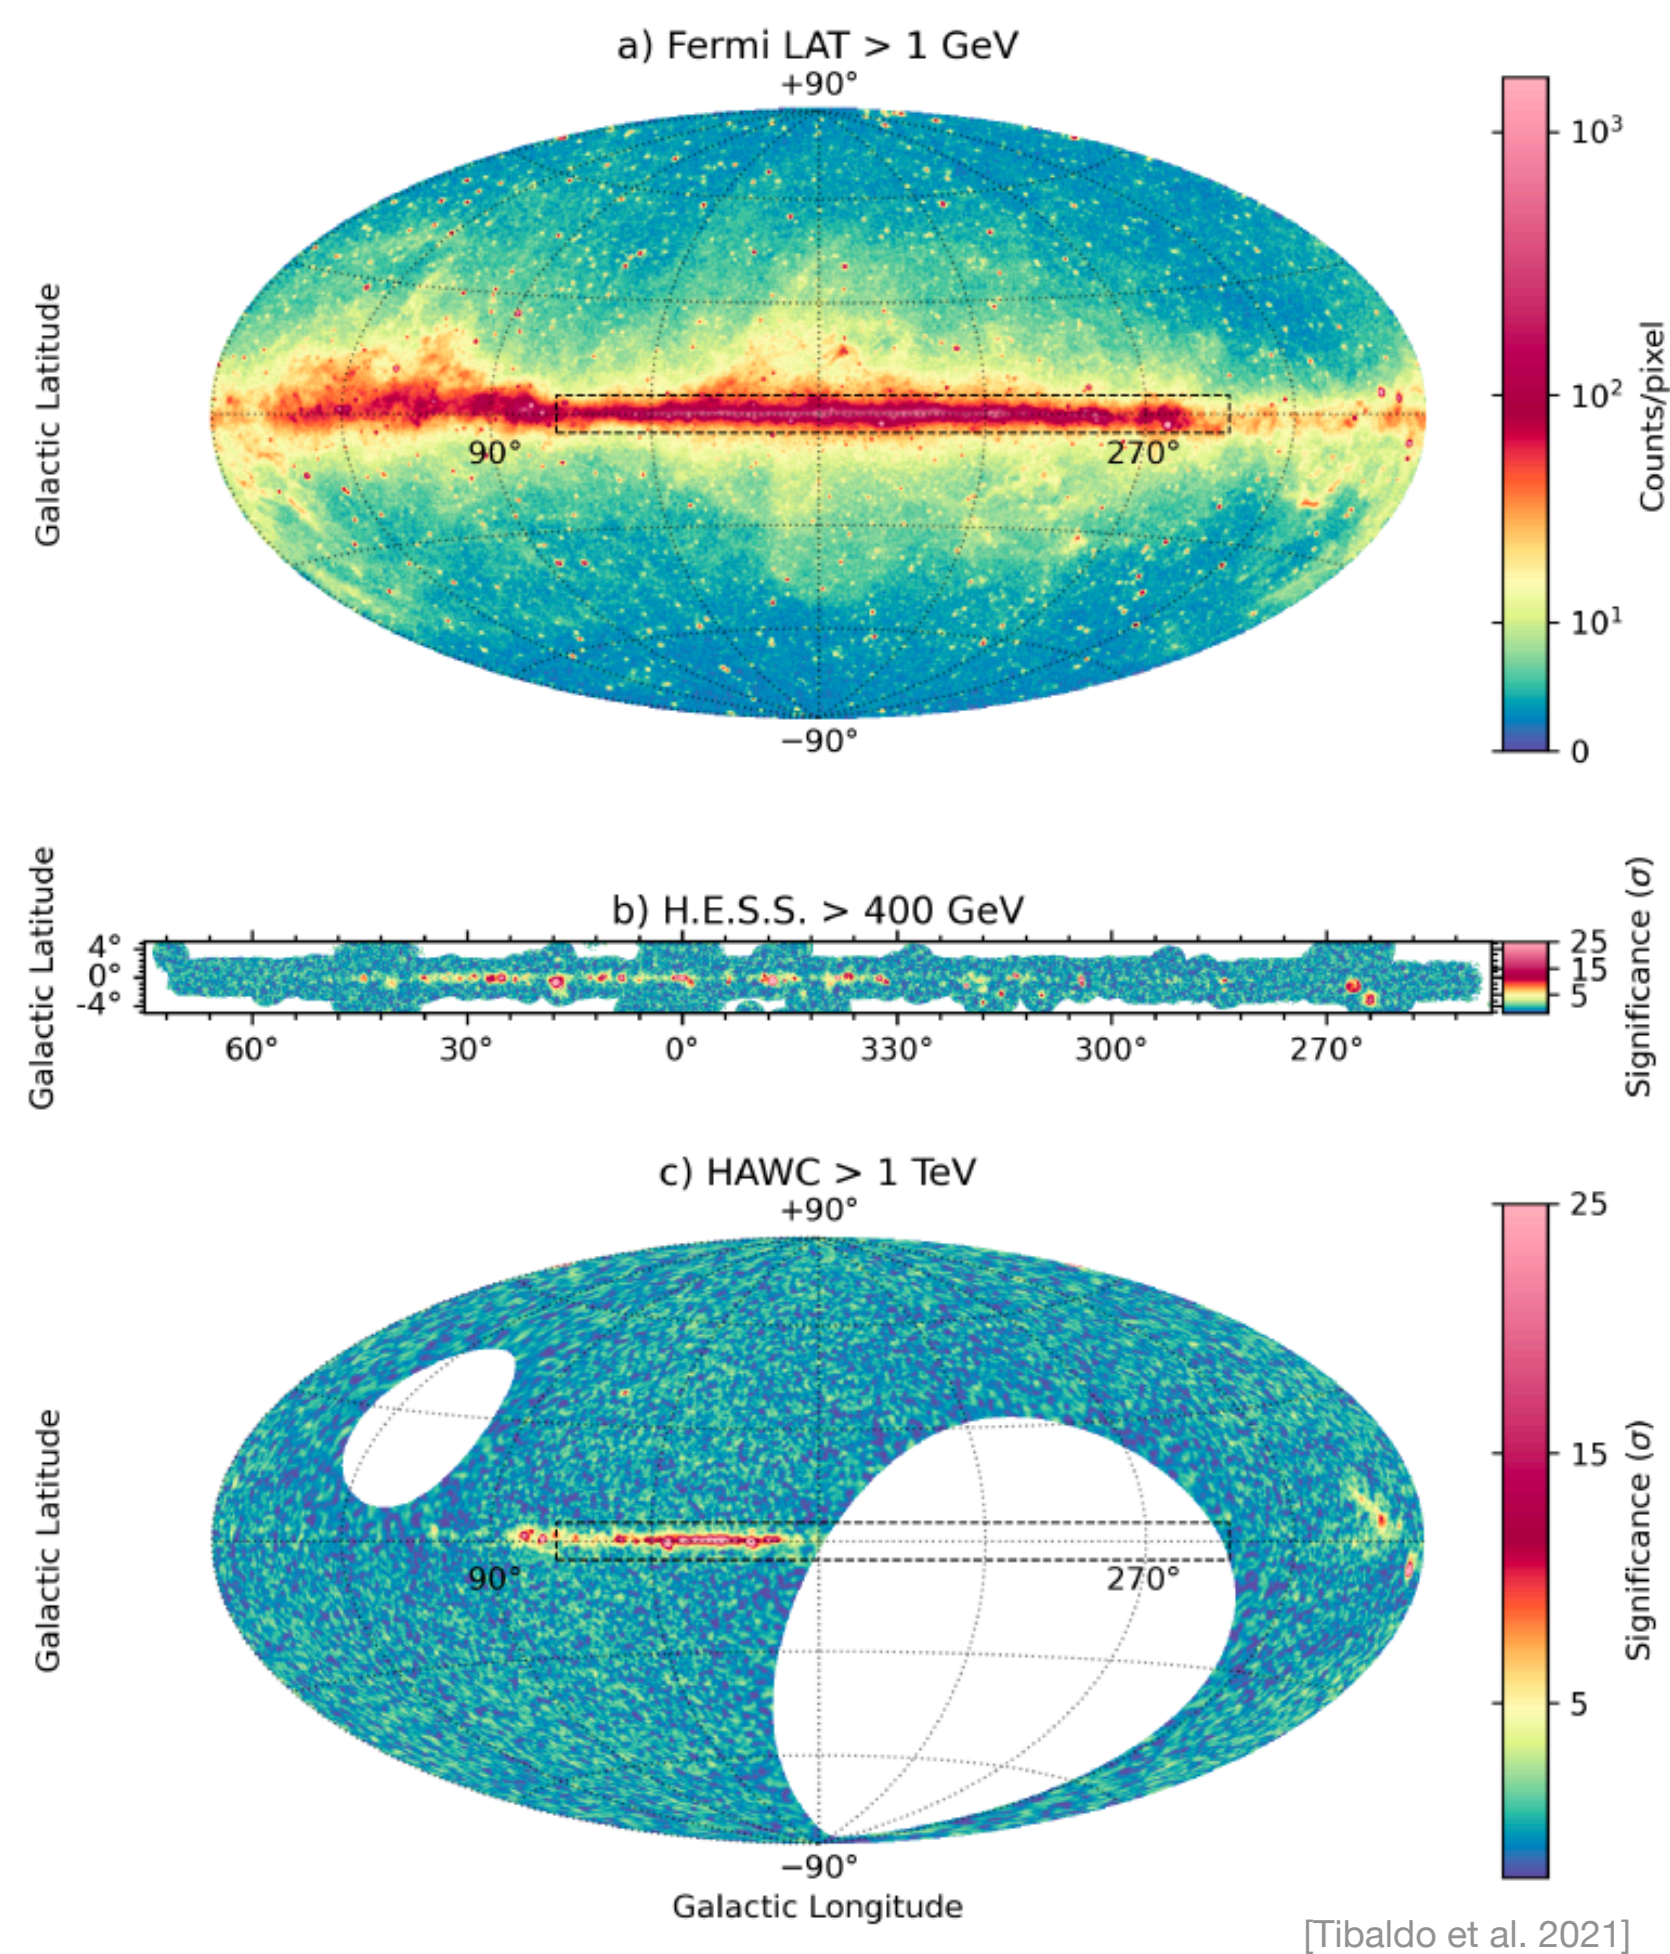 a) Fermi LAT > 1 GeV
+90°
Galactic Latitude
90°
270°
−90°
10³
10²
10¹
0
Counts/pixel
b) H.E.S.S. > 400 GeV
Galactic Latitude
4°
0°
-4°
60°
30°
0°
330°
300°
270°
25
15
5
Significance (σ)
c) HAWC > 1 TeV
+90°
Galactic Latitude
90°
270°
−90°
Galactic Longitude
25
15
5
Significance (σ)
[Tibaldo et al. 2021]